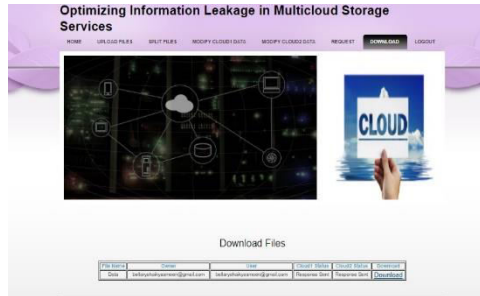 Optimizing Information Leakage in Multicloud Storage
Services
HOME UPLOAD FILES SPLIT FILES MODIFY CLOUD1 DATA MODIFY CLOUD2 DATA REQUEST DOWNLOAD LOGOUT
CLOUD
Download Files
File Name Owner User Cloud1 Status Cloud2 Status Download
Data Response Sent Response Sent Download